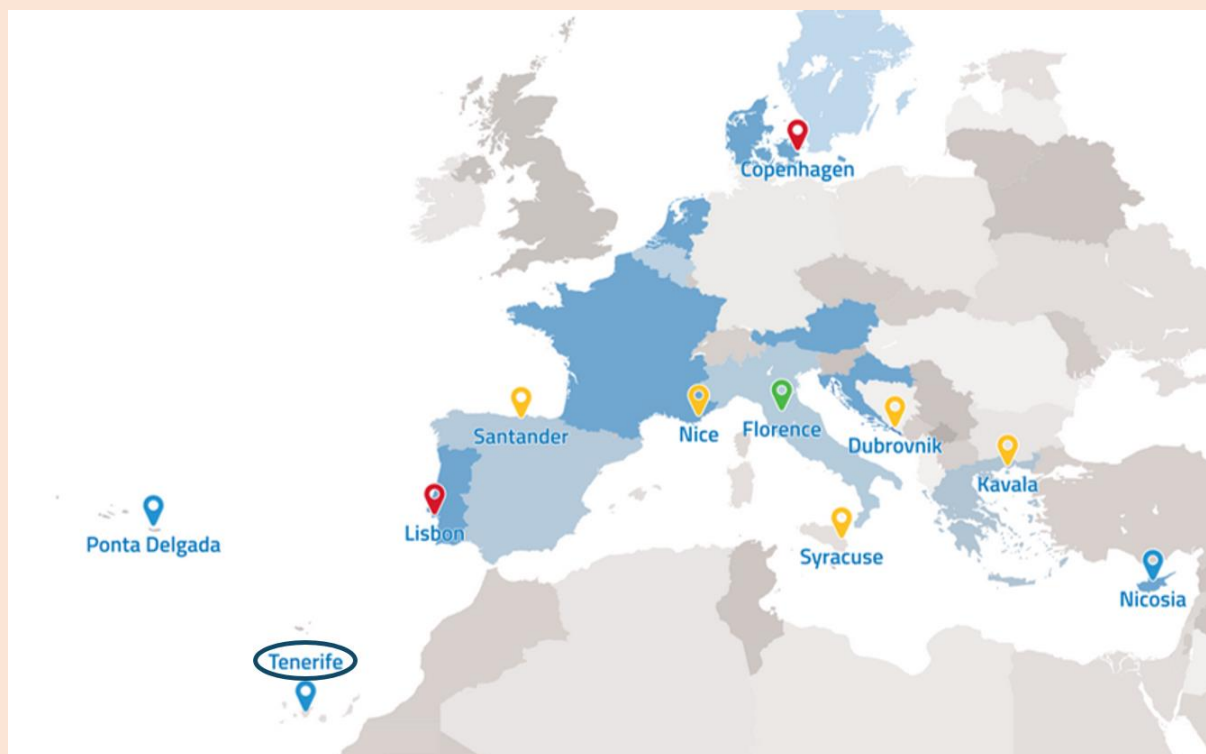 Copenhagen
Santander
Nice
Florence
Dubrovnik
Kavala
Lisbon
Ponta Delgada
Syracuse
Nicosia
Tenerife